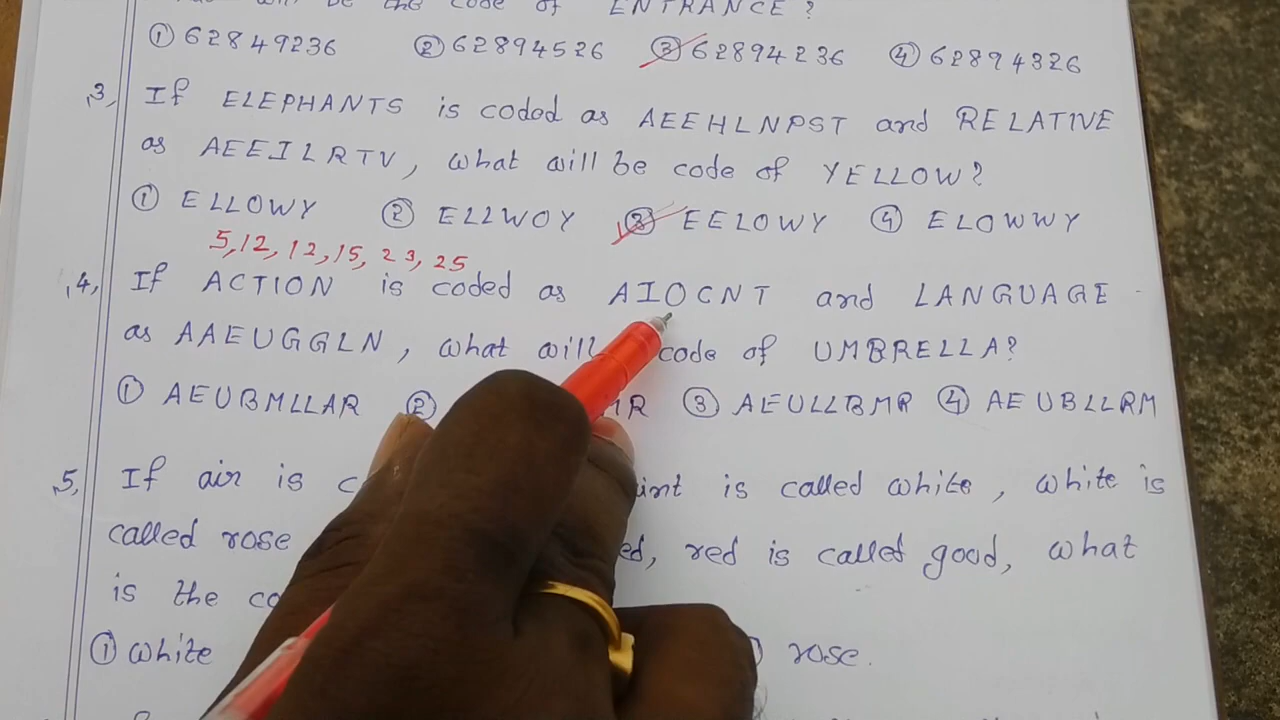 be the code of ENTRANCE?
① 62849236 ② 62894526 ③ 62894236 ④ 62894326
3, If ELEPHANTS is coded as AEEHLNPST and RELATIVE
as AEEILRTV, what will be code of YELLOW?
① ELLOWY ② ELLWOY ③ EELOWY ④ ELOWWY
5, 12, 12, 15, 23, 25
4, If ACTION is coded as AIOCNT and LANGUAGE
as AAEUGGLN, what will code of UMBRELLA?
① AEUBMLLAR ② MR ③ AEULLBMR ④ AEUBLLRM
5, If air is is called white, white is
called rose red is called good, what
is the
① white rose.